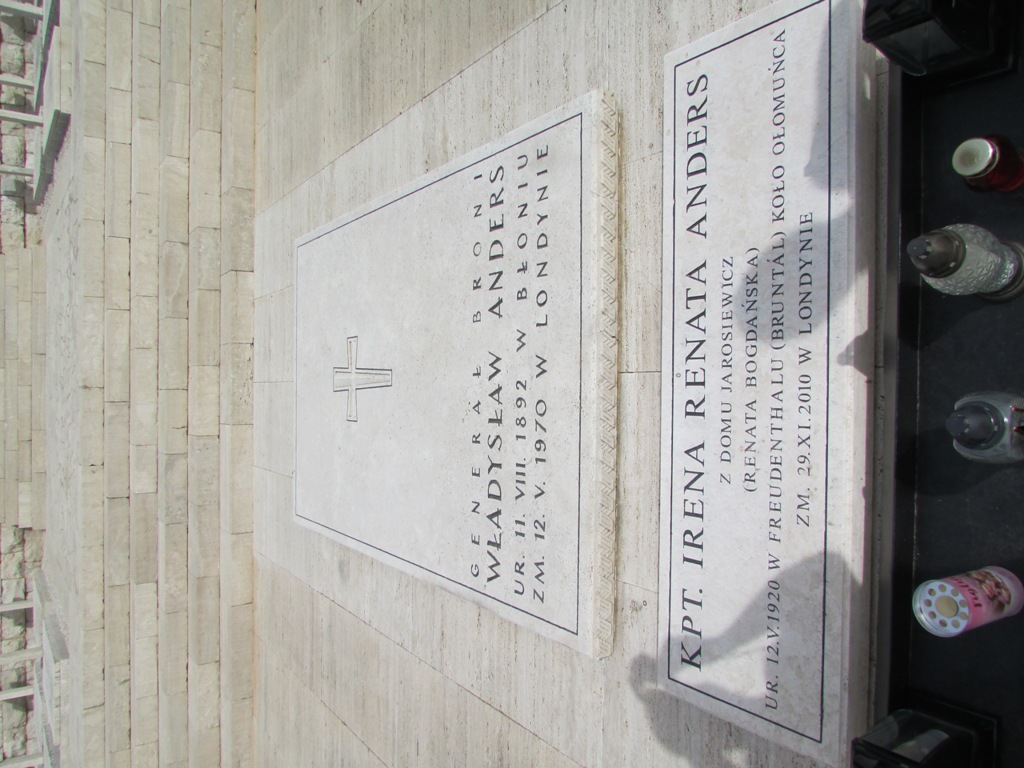 GENERAŁ BRONI
WŁADYSŁAW ANDERS
UR. 11. VIII. 1892 W BŁONIU
ZM. 12. V. 1970 W LONDYNIE
KPT. IRENA RENATA ANDERS
Z DOMU JAROSIEWICZ
(RENATA BOGDAŃSKA)
UR. 12.V.1920 W FREUDENTHALU (BRUNTÁL) KOŁO OŁOMUŃCA
ZM. 29.XI.2010 W LONDYNIE